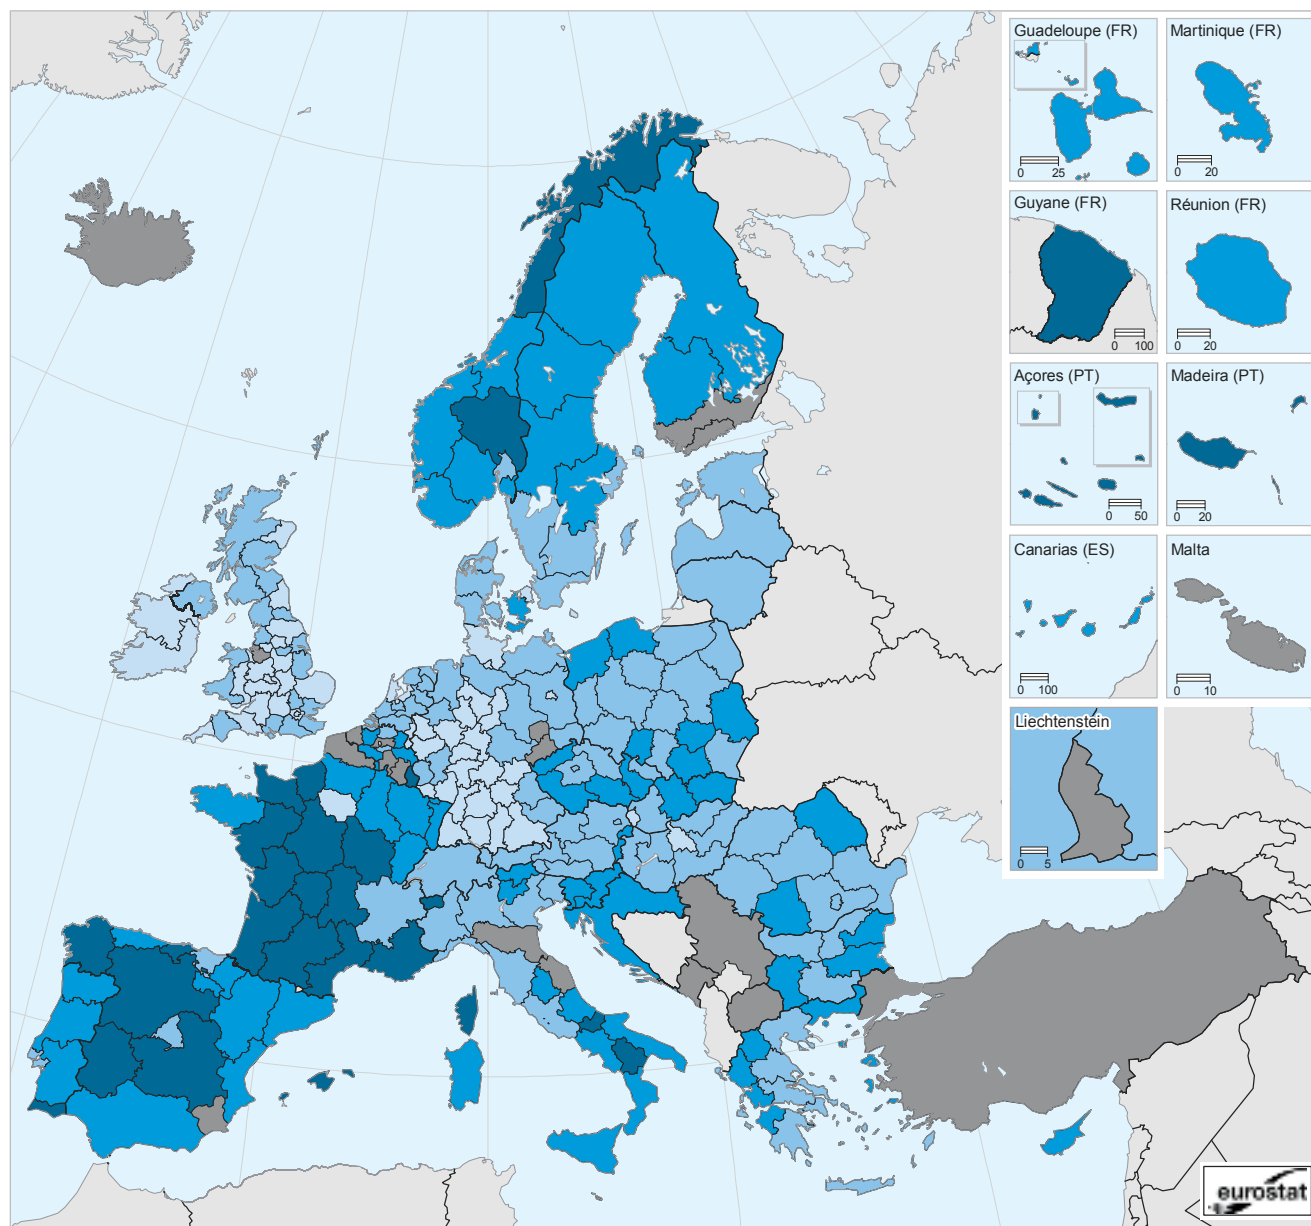 Guadeloupe (FR)
0 25
Martinique (FR)
0 20
Guyane (FR)
0 100
Réunion (FR)
0 20
Açores (PT)
0 50
Madeira (PT)
0 20
Canarias (ES)
0 100
Malta
0 10
Liechtenstein
0 5
eurostat